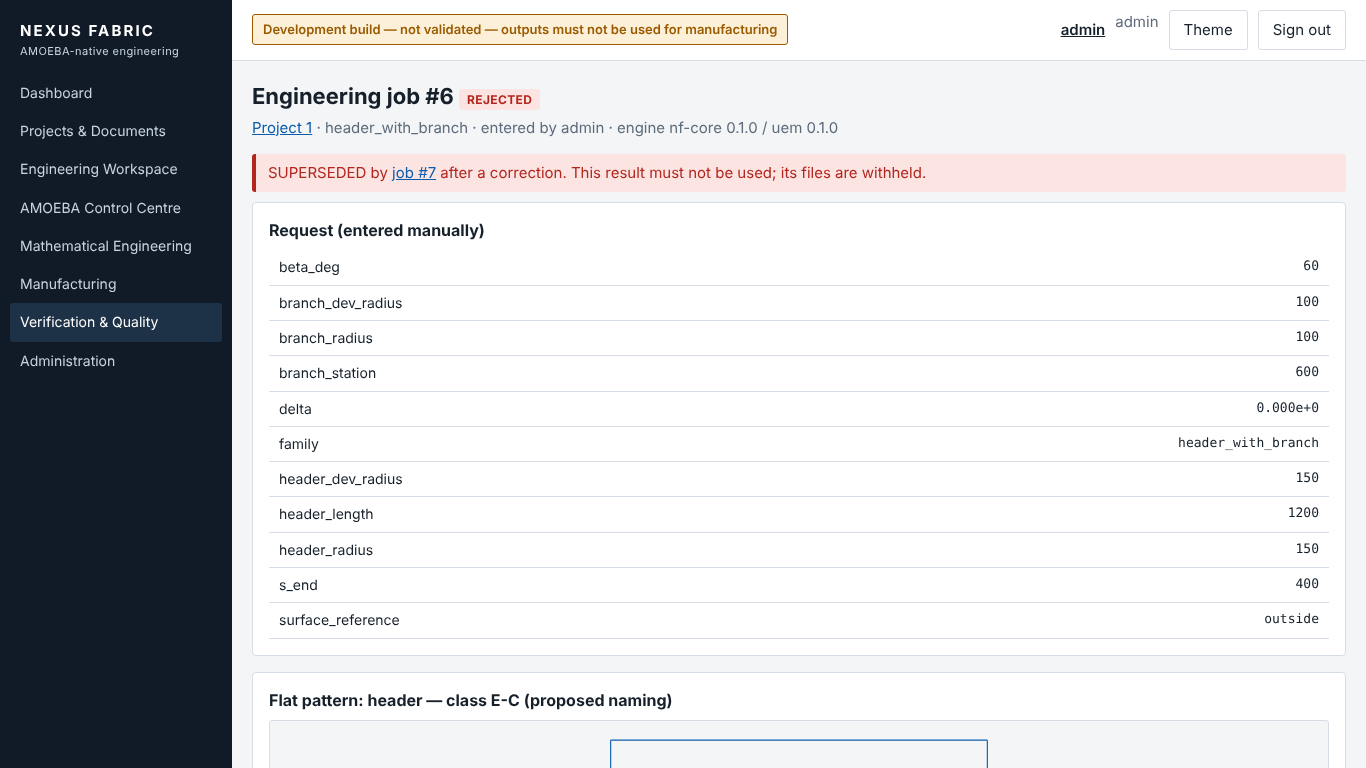 NEXUS FABRIC
AMOEBA-native engineering
Dashboard
Projects & Documents
Engineering Workspace
AMOEBA Control Centre
Mathematical Engineering
Manufacturing
Verification & Quality
Administration
Development build — not validated — outputs must not be used for manufacturing
admin admin Theme Sign out
Engineering job #6 REJECTED
Project 1 · header_with_branch · entered by admin · engine nf-core 0.1.0 / uem 0.1.0
SUPERSEDED by job #7 after a correction. This result must not be used; its files are withheld.
Request (entered manually)
beta_deg 60
branch_dev_radius 100
branch_radius 100
branch_station 600
delta 0.000e+0
family header_with_branch
header_dev_radius 150
header_length 1200
header_radius 150
s_end 400
surface_reference outside
Flat pattern: header — class E-C (proposed naming)